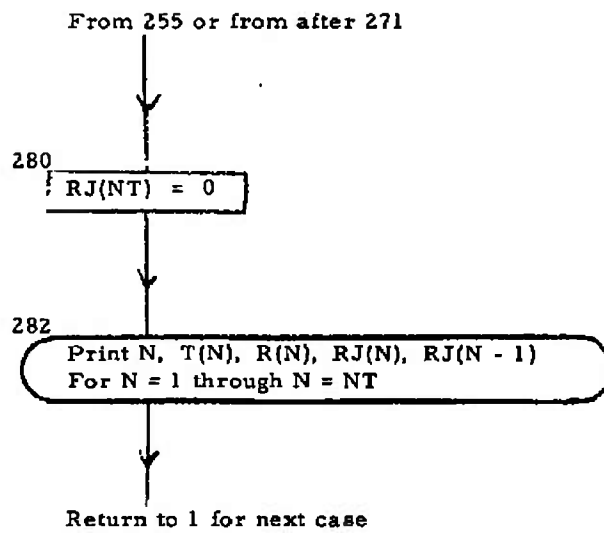 From 255 or from after 271
280
RJ(NT) = 0
282
Print N, T(N), R(N), RJ(N), RJ(N - 1)
For N = 1 through N = NT
Return to 1 for next case